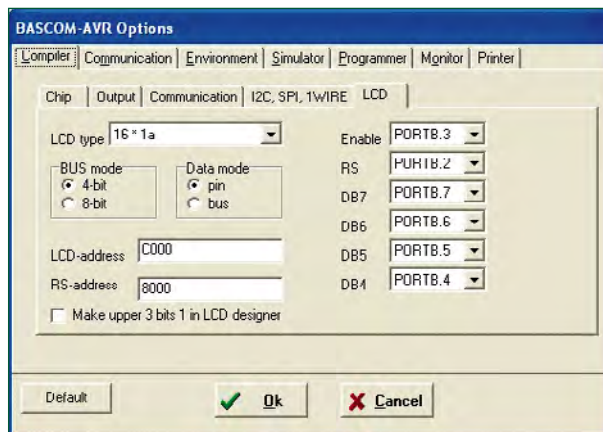 BASCOM-AVR Options
Compiler Communication Environment Simulator Programmer Monitor Printer
Chip Output Communication I2C, SPI, 1WIRE LCD
LCD type 16 * 1a
BUS mode
4-bit
8-bit
Data mode
pin
bus
LCD-address C000
RS-address 8000
Make upper 3 bits 1 in LCD designer
Enable PORTB.3
RS PORTB.2
DB7 PORTB.7
DB6 PORTB.6
DB5 PORTB.5
DB4 PORTB.4
Default Ok Cancel